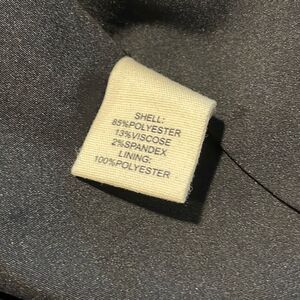 SHELL:
85%POLYESTER
13%VISCOSE
2%SPANDEX
LINING:
100%POLYESTER